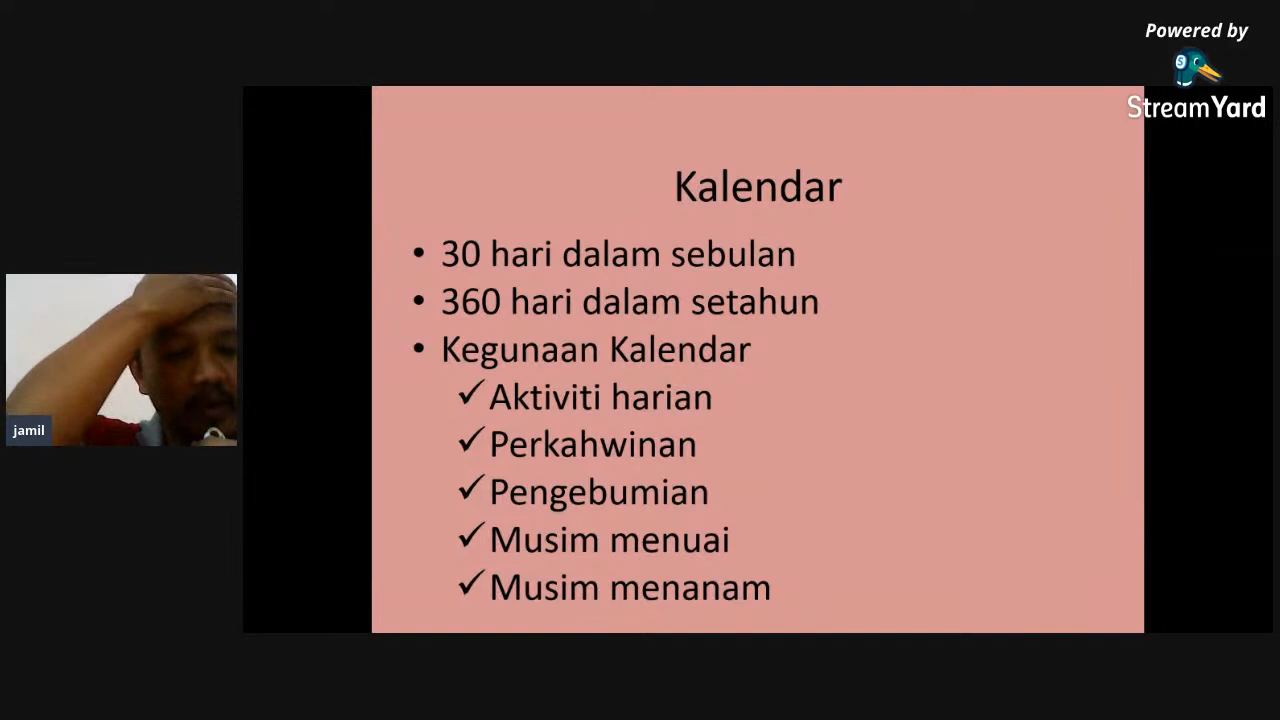 Powered by
StreamYard
Kalendar
• 30 hari dalam sebulan
• 360 hari dalam setahun
• Kegunaan Kalendar
✓Aktiviti harian
✓Perkahwinan
✓Pengebumian
✓Musim menuai
✓Musim menanam
jamil